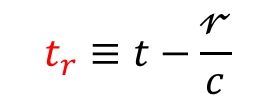 t_r ≡ t − 𝓇/c